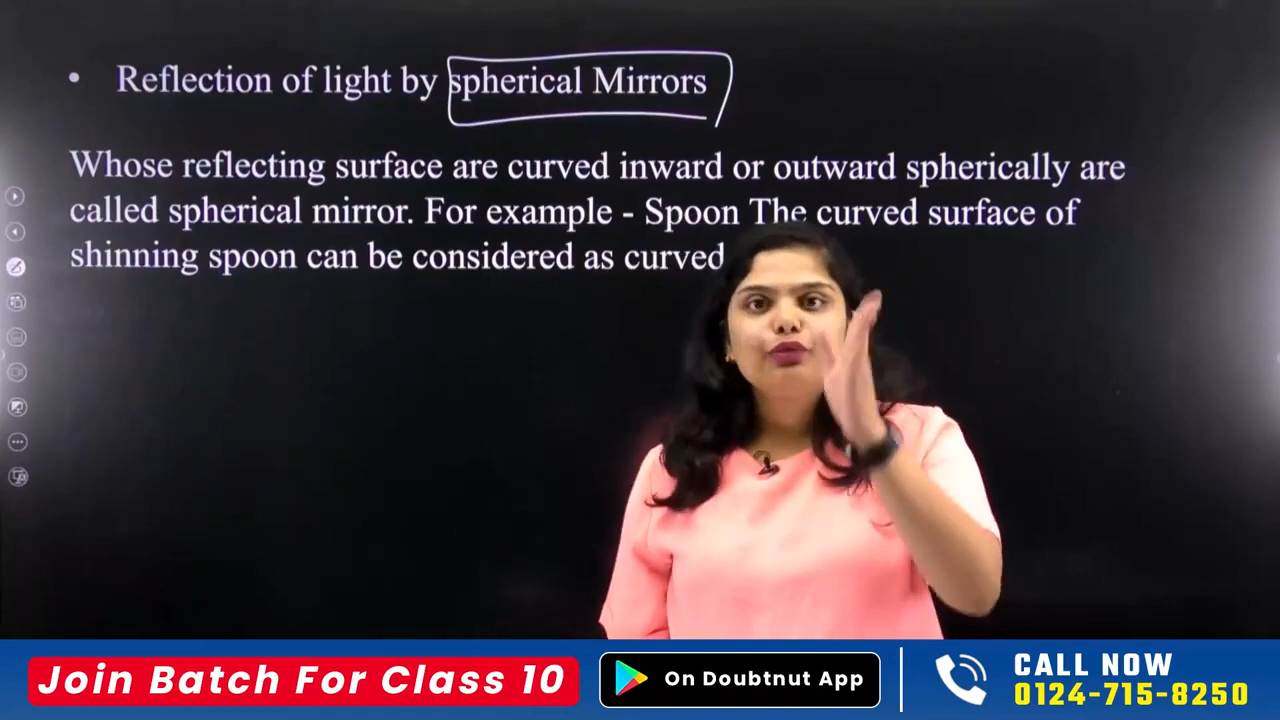 • Reflection of light by spherical Mirrors
Whose reflecting surface are curved inward or outward spherically are
called spherical mirror. For example - Spoon The curved surface of
shinning spoon can be considered as curved
Join Batch For Class 10
On Doubtnut App
CALL NOW
0124-715-8250